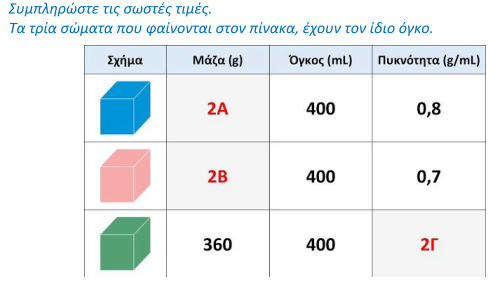 Συμπληρώστε τις σωστές τιμές.
Τα τρία σώματα που φαίνονται στον πίνακα, έχουν τον ίδιο όγκο.
Σχήμα Μάζα (g) Όγκος (mL) Πυκνότητα (g/mL)
2Α 400 0,8
2Β 400 0,7
360 400 2Γ